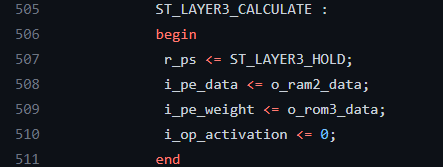 505 ST_LAYER3_CALCULATE :
506 begin
507 r_ps <= ST_LAYER3_HOLD;
508 i_pe_data <= o_ram2_data;
509 i_pe_weight <= o_rom3_data;
510 i_op_activation <= 0;
511 end